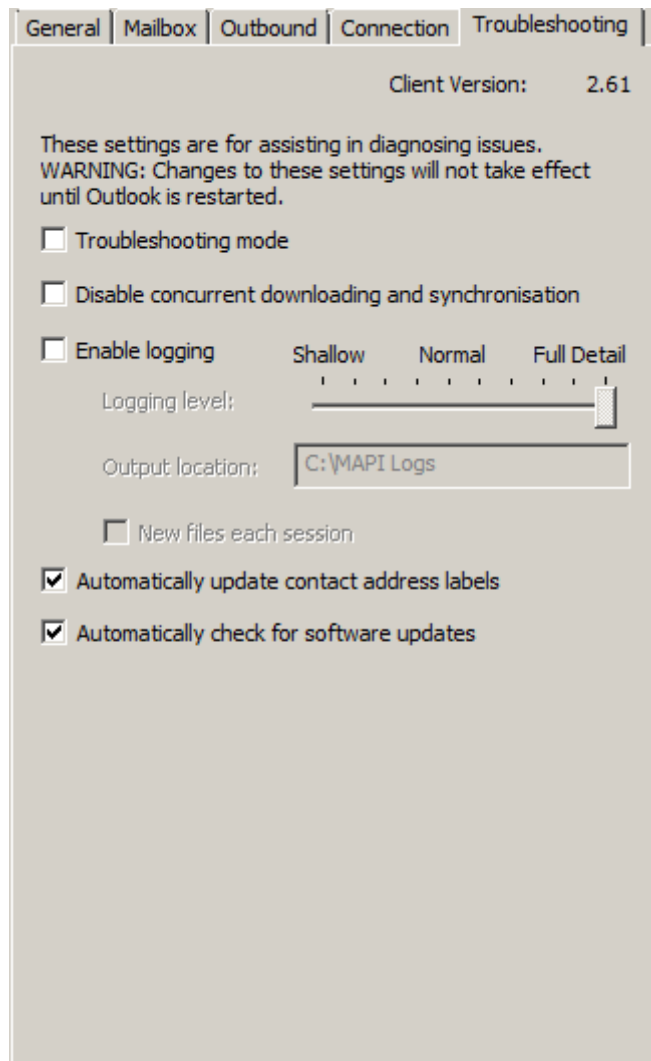 General Mailbox Outbound Connection Troubleshooting
Client Version: 2.61
These settings are for assisting in diagnosing issues.
WARNING: Changes to these settings will not take effect
until Outlook is restarted.
Troubleshooting mode
Disable concurrent downloading and synchronisation
Enable logging Shallow Normal Full Detail
Logging level:
Output location: C:\MAPI Logs
New files each session
Automatically update contact address labels
Automatically check for software updates